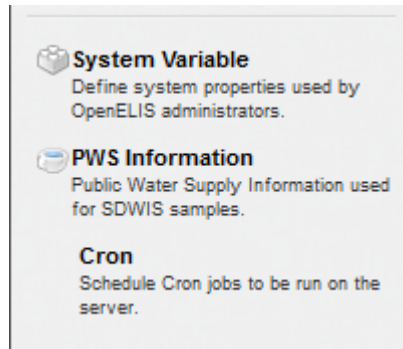 System Variable
Define system properties used by
OpenELIS administrators.
PWS Information
Public Water Supply Information used
for SDWIS samples.
Cron
Schedule Cron jobs to be run on the
server.